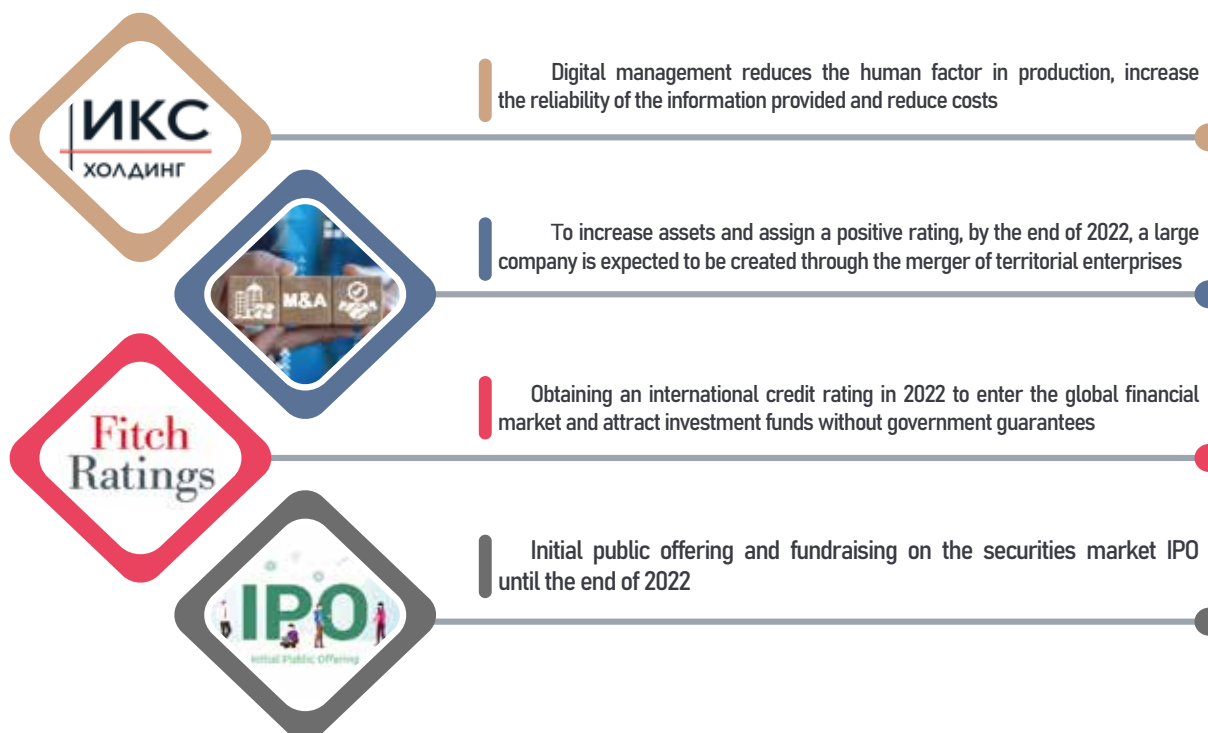 ИКС
ХОЛДИНГ
Digital management reduces the human factor in production, increase
the reliability of the information provided and reduce costs
M&A
To increase assets and assign a positive rating, by the end of 2022, a large
company is expected to be created through the merger of territorial enterprises
Fitch
Ratings
Obtaining an international credit rating in 2022 to enter the global financial
market and attract investment funds without government guarantees
IPO
Initial Public Offering
Initial public offering and fundraising on the securities market IPO
until the end of 2022